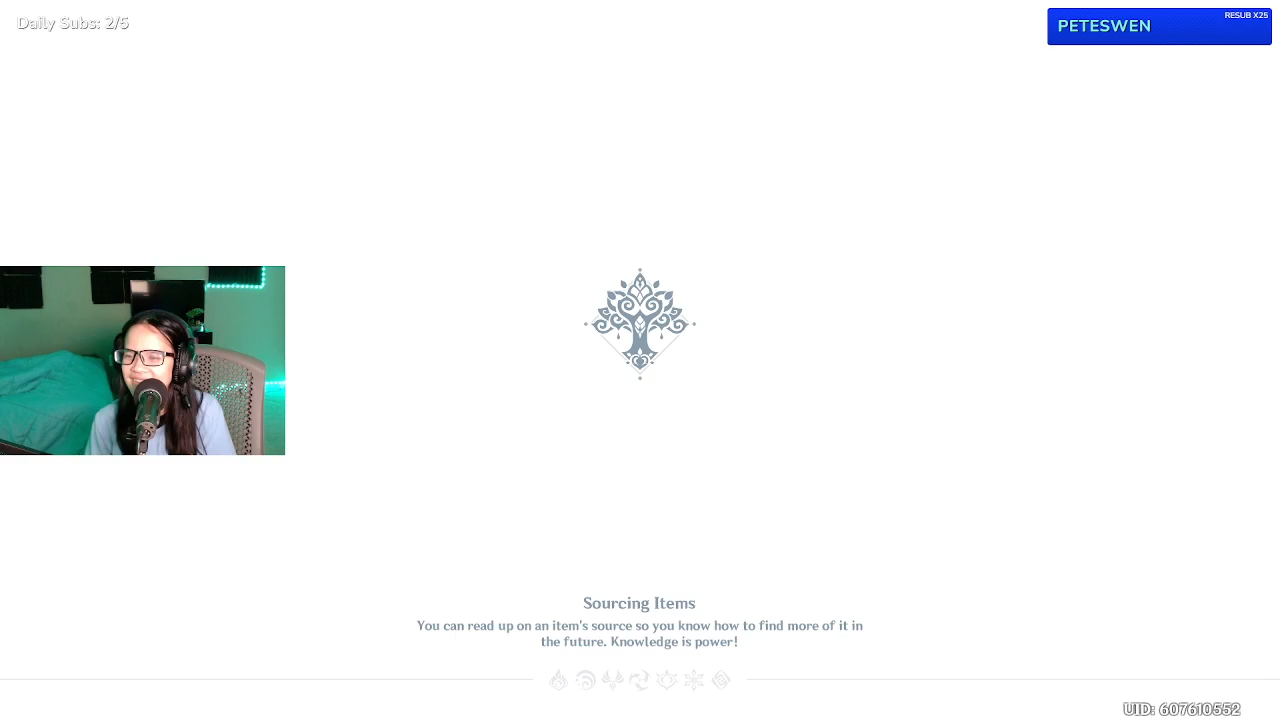 Daily Subs: 2/5
RESUB X25
PETESWEN
Sourcing Items
You can read up on an item's source so you know how to find more of it in
the future. Knowledge is power!
UID: 607610552